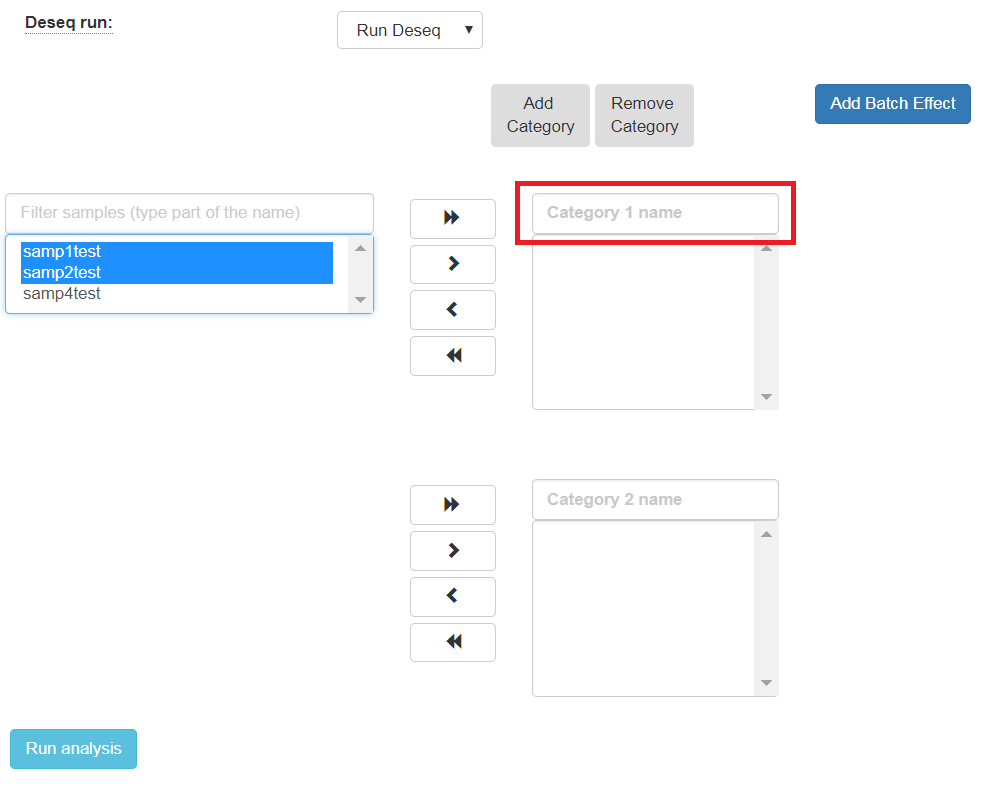 Deseq run:
Run Deseq
Add
Category
Remove
Category
Add Batch Effect
Filter samples (type part of the name)
Category 1 name
samp1test
samp2test
samp4test
Category 2 name
Run analysis